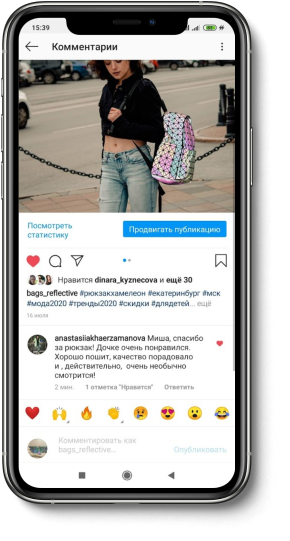 15:39
Комментарии
Посмотреть
статистику
Продвигать публикацию
Нравится dinara_kyznecova и ещё 30
bags_reflective #рюкзакхамелеон #екатеринбург #мск
#мода2020 #тренды2020 #скидки #длядетей... ещё
16 июля
anastasiiakhaerzamanova Миша, спасибо
за рюкзак! Дочке очень понравился.
Хорошо пошит, качество порадовало
и , действительно, очень необычно
смотрится!
2 мин. 1 отметка "Нравится" Ответить
Комментировать как
bags_reflective...
Опубликовать